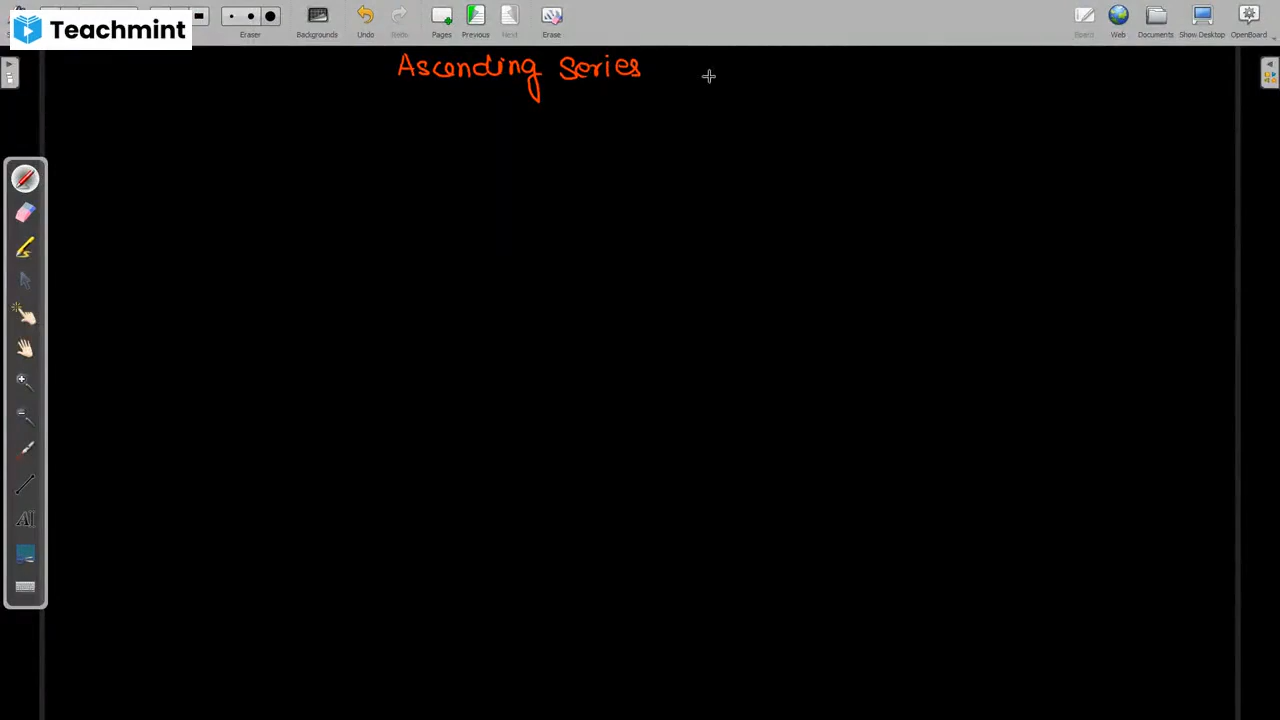 Teachmint
Eraser Backgrounds Undo Redo Pages Previous Next Erase Board Web Documents Show Desktop OpenBoard
Ascending Series